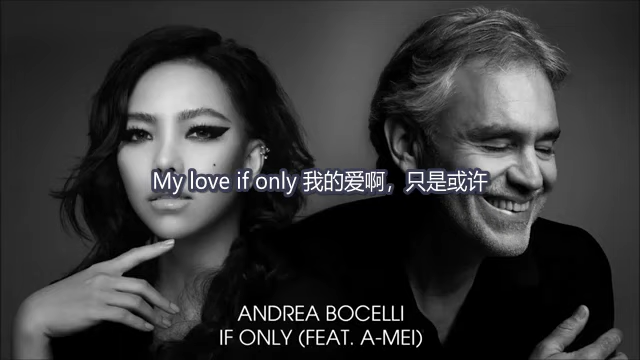 My love if only 我的爱啊，只是或许
ANDREA BOCELLI
IF ONLY (FEAT. A-MEI)